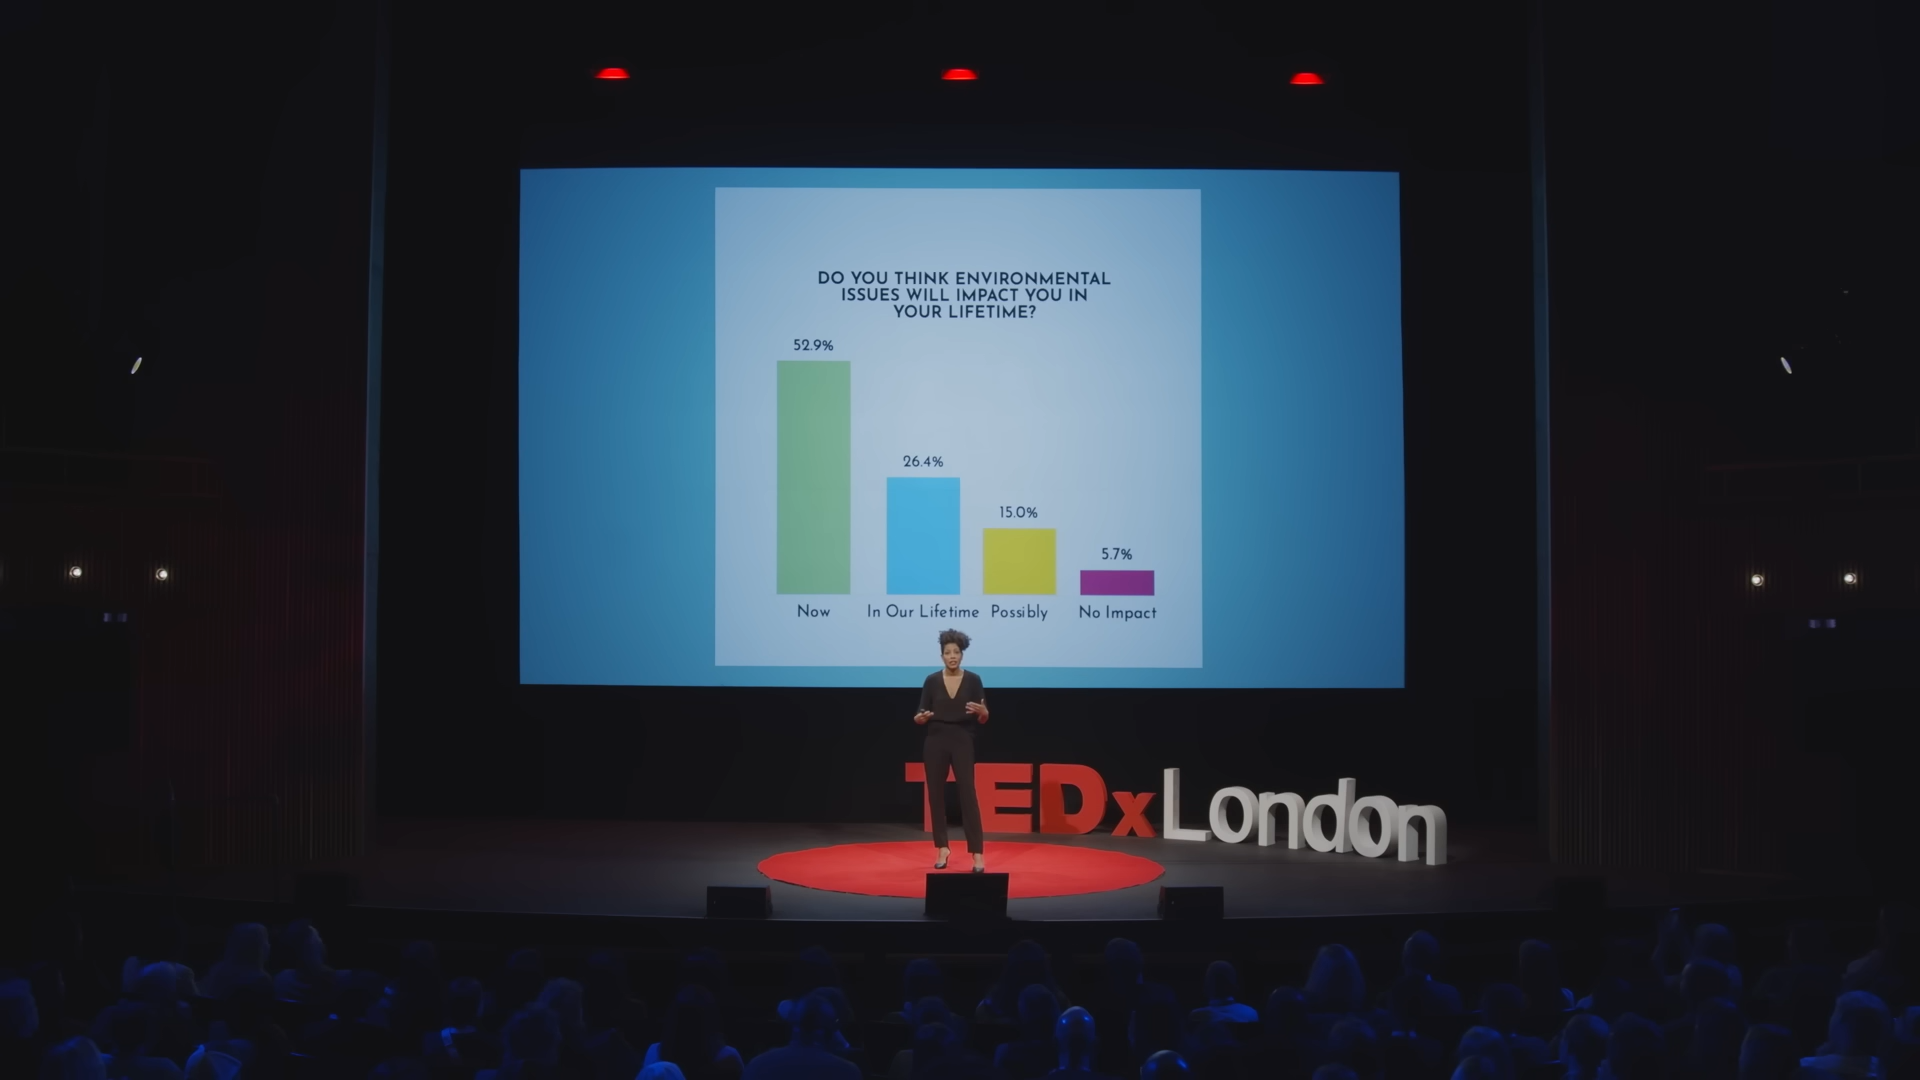 DO YOU THINK ENVIRONMENTAL
ISSUES WILL IMPACT YOU IN
YOUR LIFETIME?
52.9%
26.4%
15.0%
5.7%
Now
In Our Lifetime
Possibly
No Impact
TEDxLondon